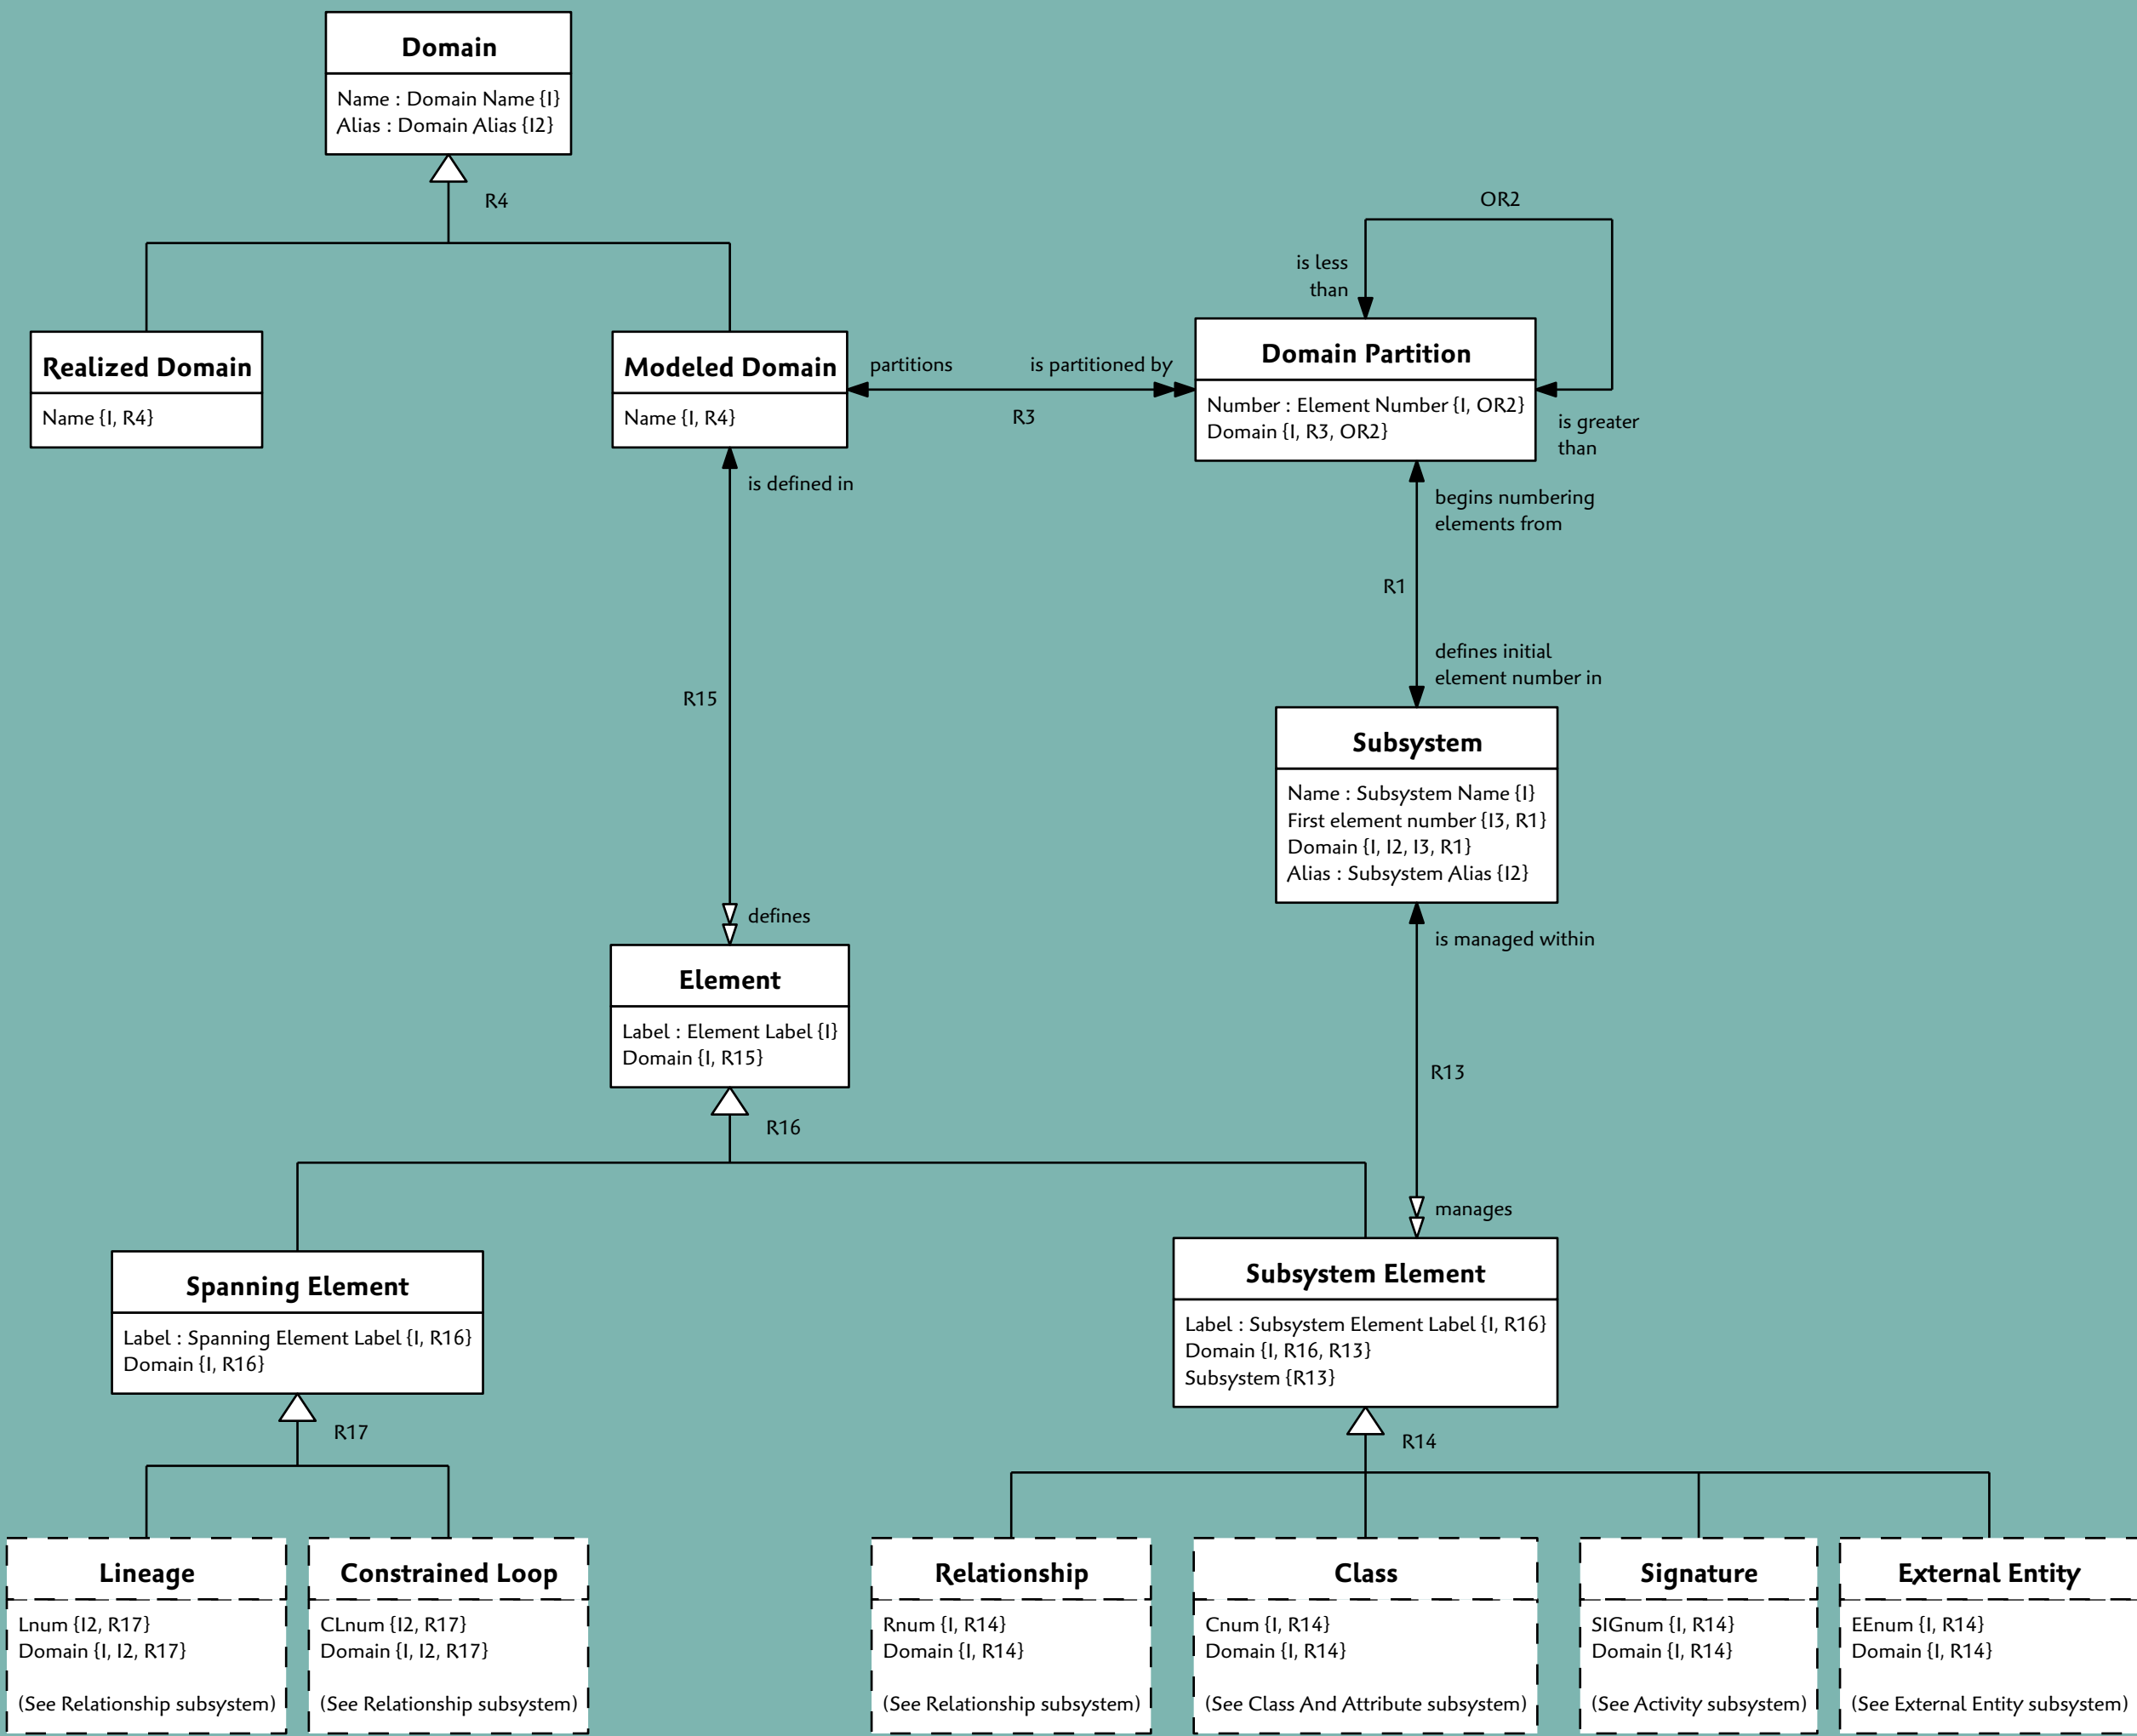 Domain
Name : Domain Name {I}
Alias : Domain Alias {I2}
R4
OR2
is less
than
Realized Domain
Name {I, R4}
Modeled Domain
Name {I, R4}
partitions
is partitioned by
R3
Domain Partition
Number : Element Number {I, OR2}
Domain {I, R3, OR2}
is greater
than
is defined in
begins numbering
elements from
R1
defines initial
element number in
R15
Subsystem
Name : Subsystem Name {I}
First element number {I3, R1}
Domain {I, I2, I3, R1}
Alias : Subsystem Alias {I2}
defines
is managed within
Element
Label : Element Label {I}
Domain {I, R15}
R13
R16
manages
Spanning Element
Label : Spanning Element Label {I, R16}
Domain {I, R16}
Subsystem Element
Label : Subsystem Element Label {I, R16}
Domain {I, R16, R13}
Subsystem {R13}
R17
R14
Lineage
Lnum {I2, R17}
Domain {I, I2, R17}
(See Relationship subsystem)
Constrained Loop
CLnum {I2, R17}
Domain {I, I2, R17}
(See Relationship subsystem)
Relationship
Rnum {I, R14}
Domain {I, R14}
(See Relationship subsystem)
Class
Cnum {I, R14}
Domain {I, R14}
(See Class And Attribute subsystem)
Signature
SIGnum {I, R14}
Domain {I, R14}
(See Activity subsystem)
External Entity
EEnum {I, R14}
Domain {I, R14}
(See External Entity subsystem)